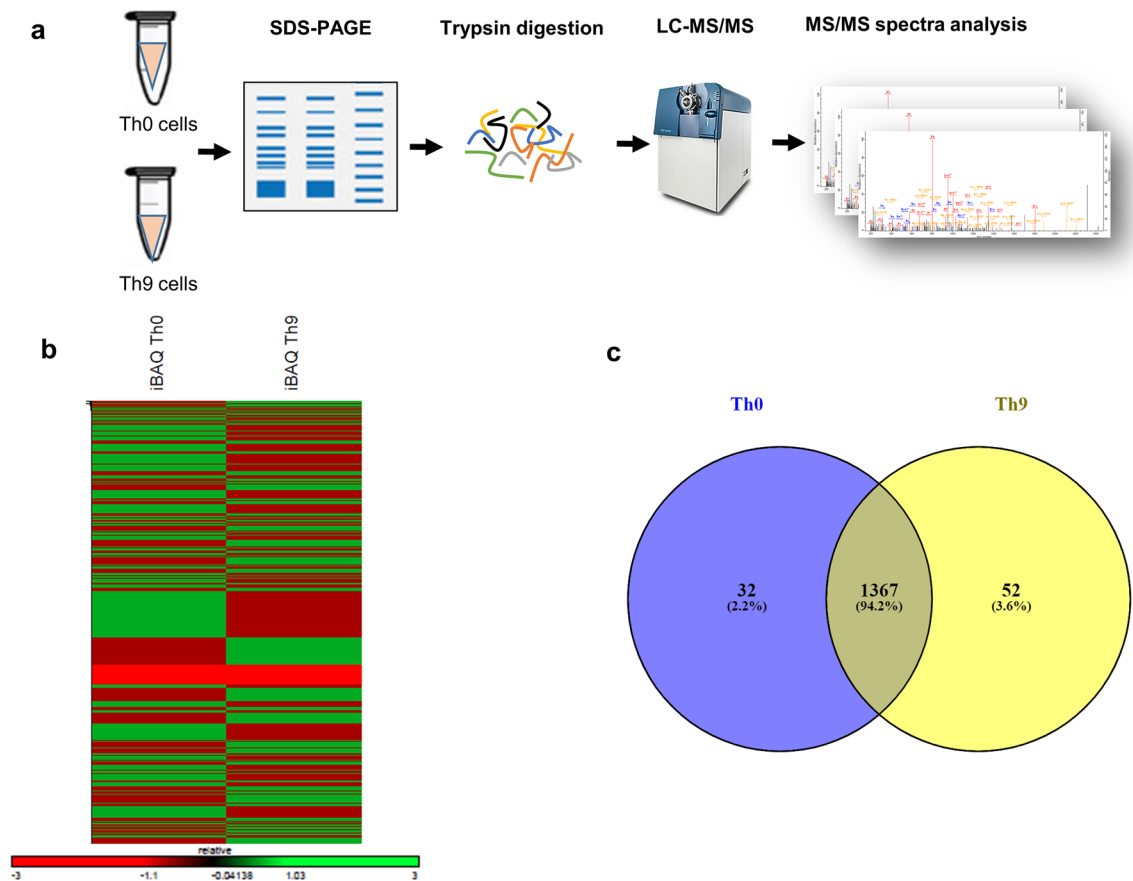 a
SDS-PAGE
Trypsin digestion
LC-MS/MS
MS/MS spectra analysis
Th0 cells
Th9 cells
b
iBAQ Th0
iBAQ Th9
relative
-3
-1.1
-0.04138
1.03
3
c
Th0
Th9
32
(2.2%)
1367
(94.2%)
52
(3.6%)